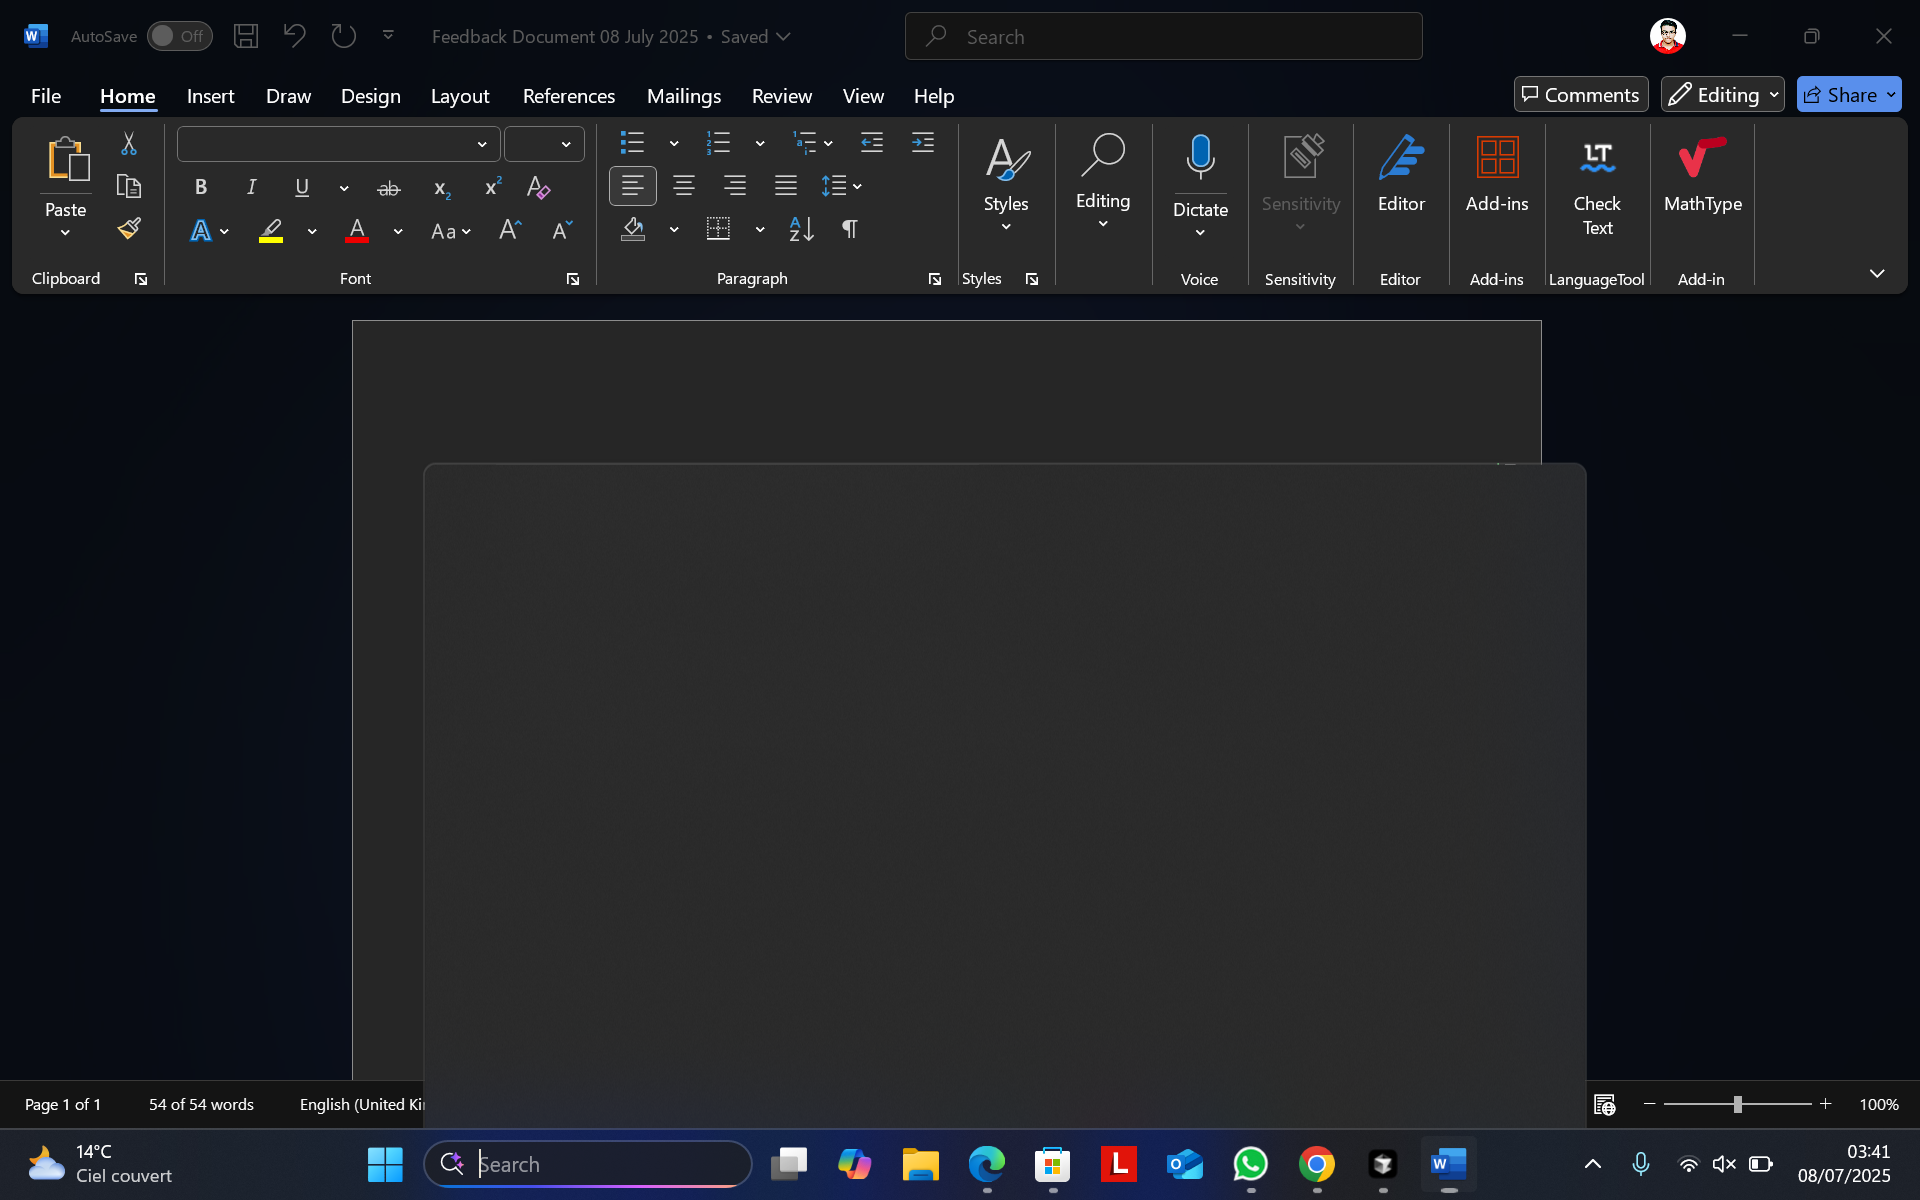 AutoSave Off Feedback Document 08 July 2025 • Saved Search
File Home Insert Draw Design Layout References Mailings Review View Help Comments Editing Share
Paste
Clipboard
B I U ab x2 x2 A
A A Aa A A
Font
Paragraph
Styles
Styles
Editing
Dictate
Voice
Sensitivity
Sensitivity
Editor
Editor
Add-ins
Add-ins
LT
Check
Text
LanguageTool
MathType
Add-in
Page 1 of 1 54 of 54 words English (United Ki 100%
14°C
Ciel couvert
Search
03:41
08/07/2025